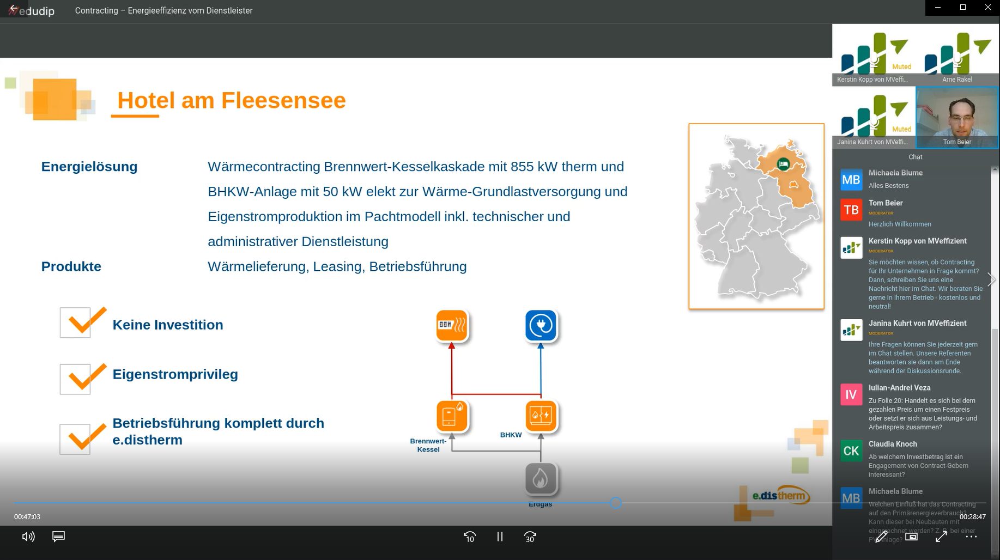 edudip
Contracting – Energieeffizienz vom Dienstleister
Hotel am Fleesensee
Energielösung
Wärmecontracting Brennwert-Kesselkaskade mit 855 kW therm und
BHKW-Anlage mit 50 kW elekt zur Wärme-Grundlastversorgung und
Eigenstromproduktion im Pachtmodell inkl. technischer und
administrativer Dienstleistung
Produkte
Wärmelieferung, Leasing, Betriebsführung
Keine Investition
Eigenstromprivileg
Betriebsführung komplett durch
e.distherm
Brennwert-
Kessel
BHKW
Erdgas
e.distherm
00:47:03
00:28:47
10
30
Muted
Kerstin Kopp von MVeffi...
Arne Rakel
Muted
Janina Kuhrt von MVeffi...
Tom Beier
Chat
MB
Michaela Blume
Alles Bestens
TB
Tom Beier
MODERATOR
Herzlich Willkommen
Kerstin Kopp von MVeffizient
MODERATOR
Sie möchten wissen, ob Contracting
für Ihr Unternehmen in Frage kommt?
Dann, schreiben Sie uns eine
Nachricht hier im Chat. Wir beraten Sie
gerne in Ihrem Betrieb - kostenlos und
neutral!
Janina Kuhrt von MVeffizient
MODERATOR
Ihre Fragen können Sie jederzeit gern
im Chat stellen. Unsere Referenten
beantworten sie dann am Ende
während der Diskussionsrunde.
IV
Iulian-Andrei Veza
Zu Folie 20: Handelt es sich bei dem
gezahlen Preis um einen Festpreis
oder setzt er sich aus Leistungs- und
Arbeitspreis zusammen?
CK
Claudia Knoch
Ab welchem Investbetrag ist ein
Engagement von Contract-Gebern
interessant?
MB
Michaela Blume
Welchen Einfluß hat das Contracting
auf den Primärenergieverbrauch?
Kann dieser bei Neubauten mit
eingerechnet werden? Z. B. bei einer
PV-Anlage?